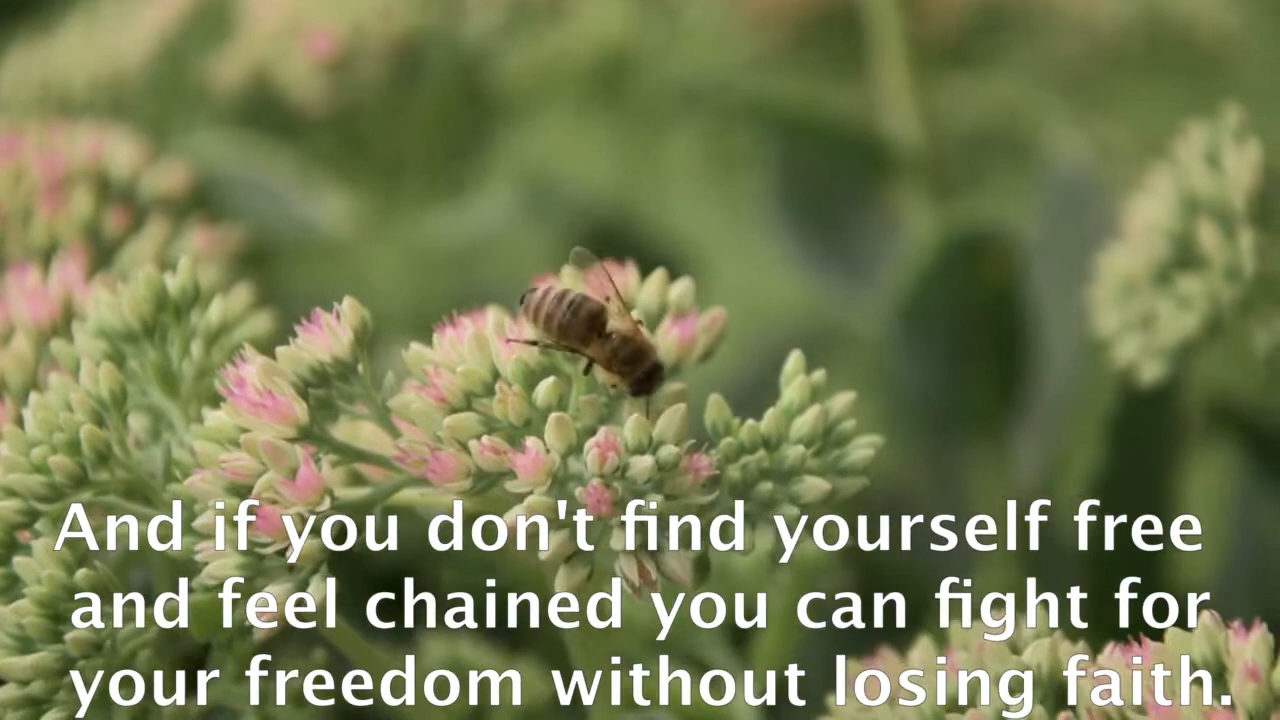 And if you don't find yourself free
and feel chained you can fight for
your freedom without losing faith.